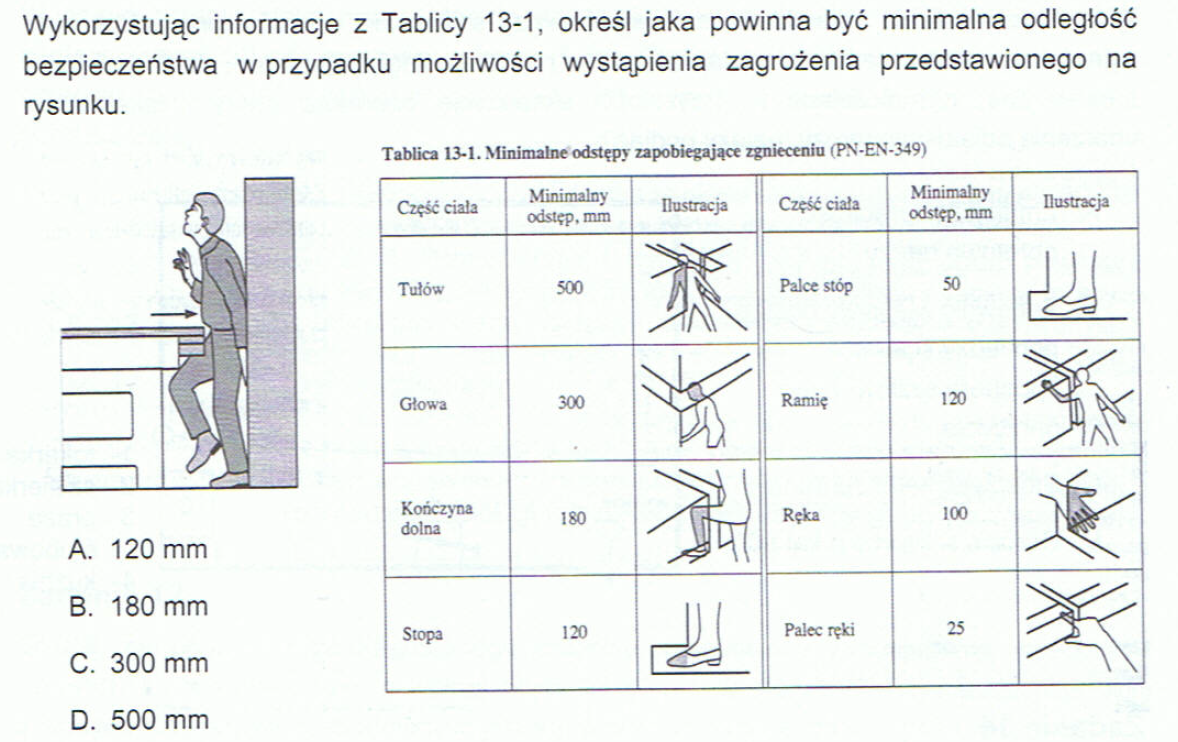 Wykorzystując informacje z Tablicy 13-1, określ jaka powinna być minimalna odległość
bezpieczeństwa w przypadku możliwości wystąpienia zagrożenia przedstawionego na
rysunku.
Tablica 13-1. Minimalne odstępy zapobiegające zgnieceniu (PN-EN-349)
Część ciała Minimalny odstęp, mm Ilustracja Część ciała Minimalny odstęp, mm Ilustracja
Tułów 500 Palce stóp 50
Głowa 300 Ramię 120
Kończyna dolna 180 Ręka 100
Stopa 120 Palec ręki 25
A. 120 mm
B. 180 mm
C. 300 mm
D. 500 mm